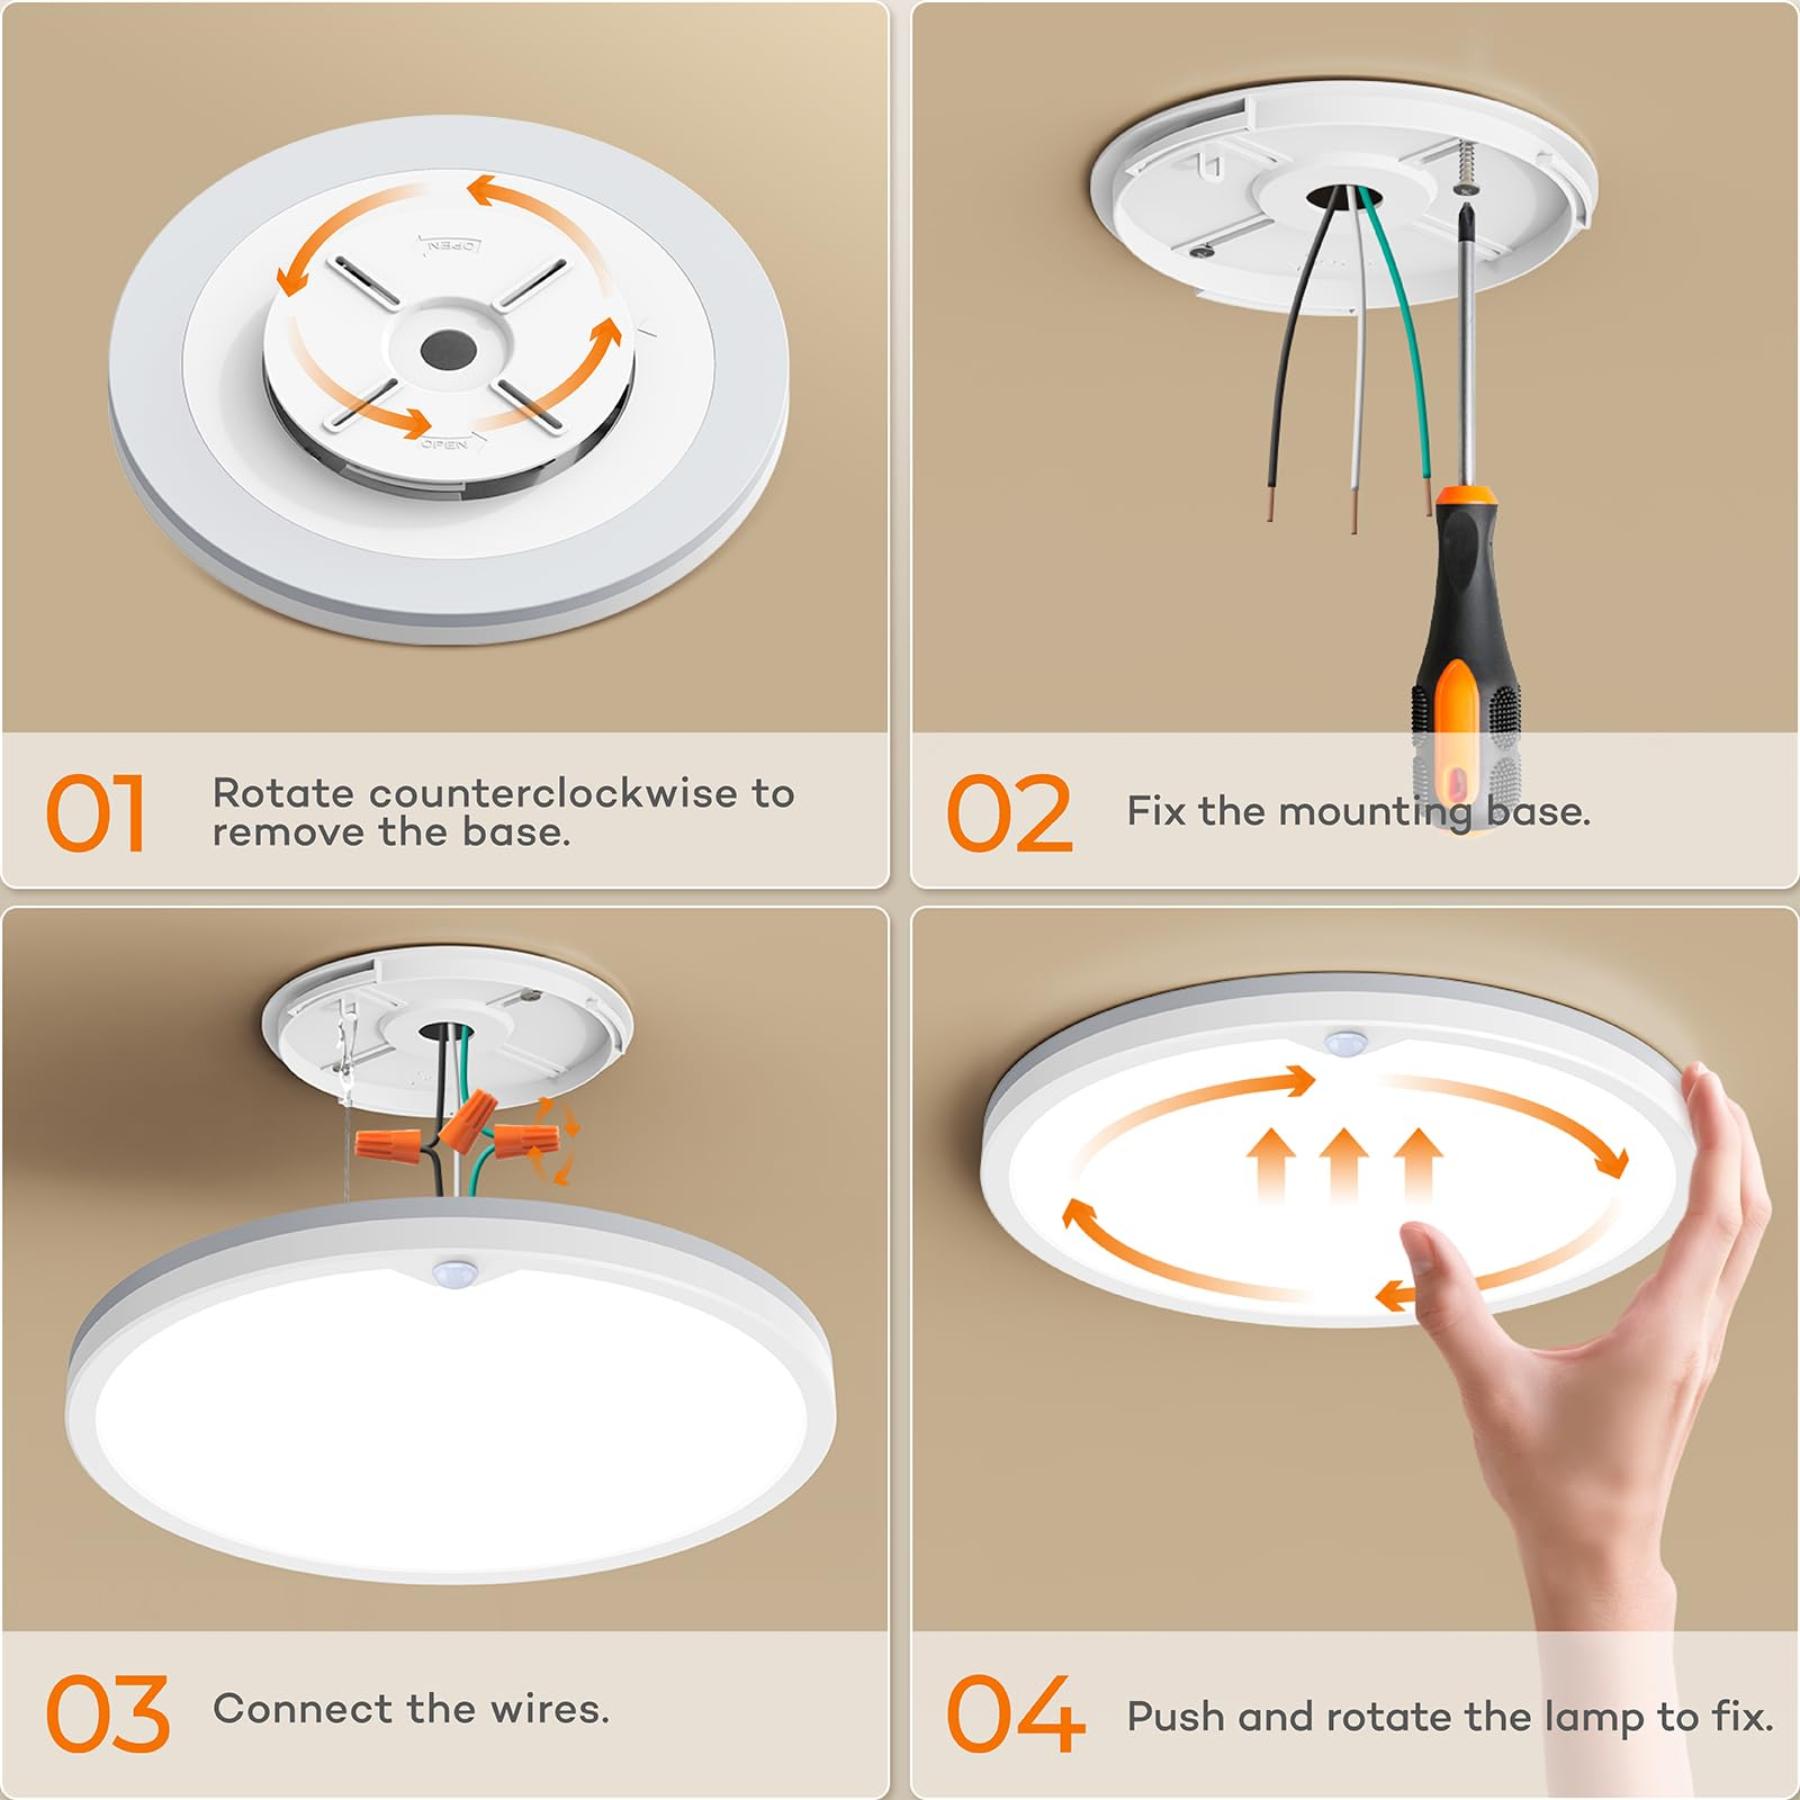 OPEN
OPEN
01
Rotate counterclockwise to
remove the base.
02
Fix the mounting base.
03
Connect the wires.
04
Push and rotate the lamp to fix.